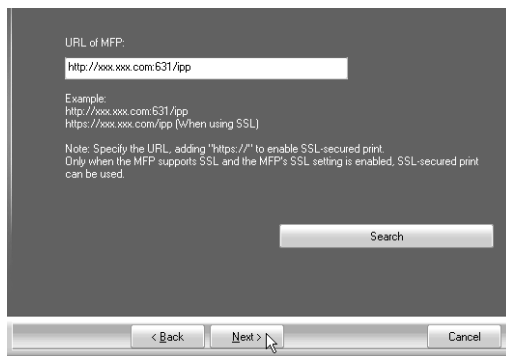 URL of MFP:
http://xxx.xxx.com:631/ipp
Example:
http://xxx.xxx.com:631/ipp
https://xxx.xxx.com/ipp (When using SSL)
Note: Specify the URL, adding "https://" to enable SSL-secured print.
Only when the MFP supports SSL and the MFP's SSL setting is enabled, SSL-secured print
can be used.
Search
< Back Next > Cancel